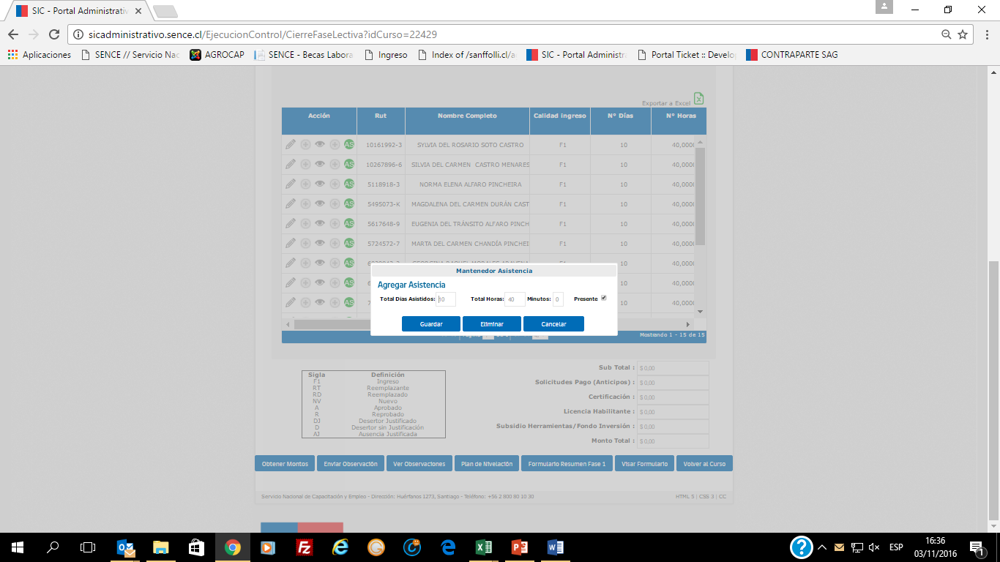 SIC - Portal Administrativ
sicadministrativo.sence.cl/EjecucionControl/CierreFaseLectiva?idCurso=22429
Aplicaciones SENCE // Servicio Nac AGROCAP SENCE - Becas Labora Ingreso Index of /sanffolli.cl/a SIC - Portal Administra Portal Ticket :: Develo CONTRAPARTE SAG
Exportar a Excel
Acción Rut Nombre Completo Calidad ingreso N° Días N° Horas
AS 10161992-3 SYLVIA DEL ROSARIO SOTO CASTRO F1 10 40,0000
AS 10267896-6 SILVIA DEL CARMEN CASTRO MENARES F1 10 40,0000
AS 5118918-3 NORMA ELENA ALFARO PINCHEIRA F1 10 40,0000
AS 5495073-K MAGDALENA DEL CARMEN DURÁN CAST F1 10 40,0000
AS 5617648-9 EUGENIA DEL TRÁNSITO ALFARO PINCH F1 10 40,0000
AS 5724572-7 MARTA DEL CARMEN CHANDÍA PINCHEI F1 10 40,0000
AS 10 40,0000
AS 10 40,0000
AS 10 40,0000
Mantenedor Asistencia
Agregar Asistencia
Total Dias Asistidos: 10 Total Horas: 40 Minutos: 0 Presente
Guardar Eliminar Cancelar
Mostrando 1 - 15 de 15
Sigla Definición
F1 Ingreso
RT Reemplazante
RD Reemplazado
NV Nuevo
A Aprobado
R Reprobado
DJ Desertor Justificado
D Desertor sin Justificación
AJ Ausencia Justificada
Sub Total : $ 0,00
Solicitudes Pago (Anticipos) : $ 0,00
Certificación : $ 0,00
Licencia Habilitante : $ 0,00
Subsidio Herramientas/Fondo Inversión : $ 0,00
Monto Total : $ 0,00
Obtener Montos Enviar Observación Ver Observaciones Plan de Nivelación Formulario Resumen Fase 1 Visar Formulario Volver al Curso
Servicio Nacional de Capacitación y Empleo - Dirección: Huérfanos 1273, Santiago - Teléfono: +56 2 800 80 10 30 HTML 5 | CSS 3 | CC
ESP 16:36
03/11/2016
1